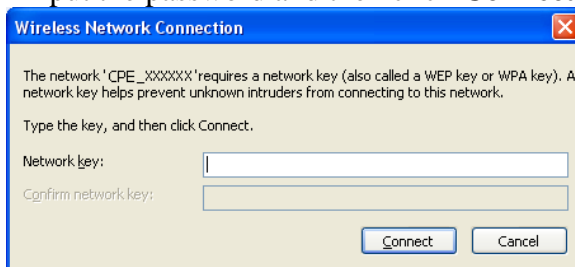 Wireless Network Connection
The network 'CPE_XXXXXX' requires a network key (also called a WEP key or WPA key). A
network key helps prevent unknown intruders from connecting to this network.
Type the key, and then click Connect.
Network key:
Confirm network key:
Connect Cancel